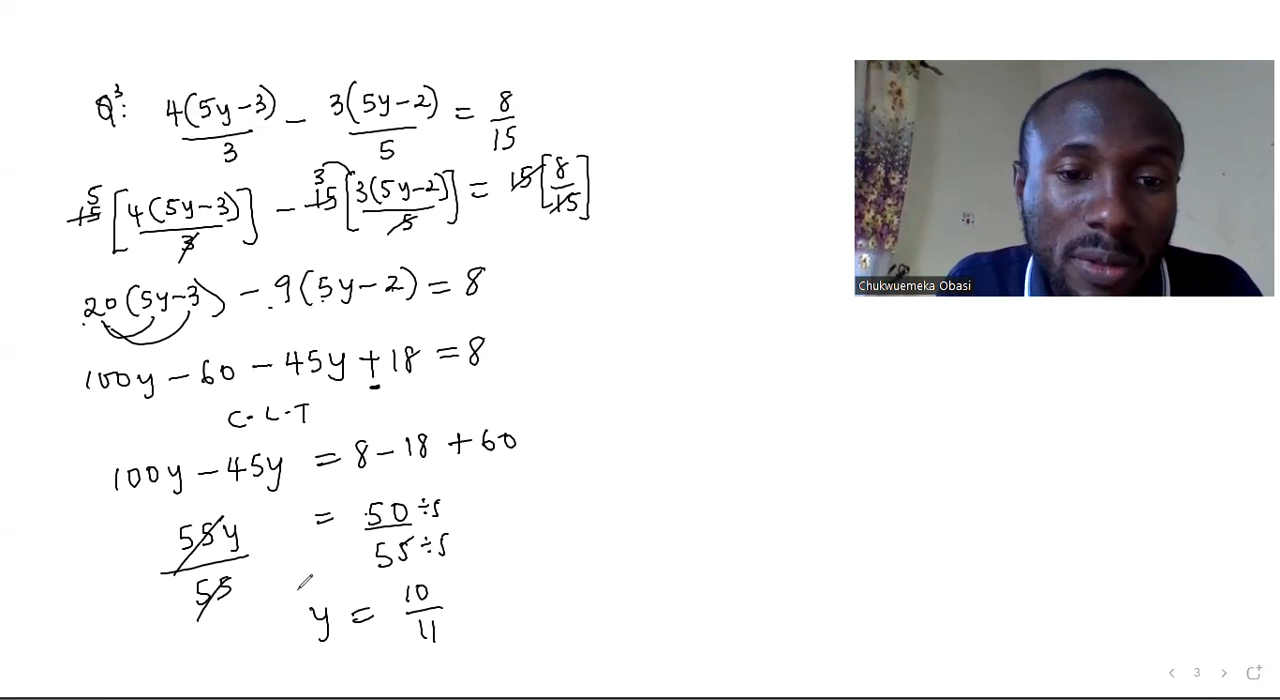 Q3: 4(5y-3)/3 - 3(5y-2)/5 = 8/15
5 15[4(5y-3)/3] - 3 15[3(5y-2)/5] = 15[8/15]
20(5y-3) - 9(5y-2) = 8
100y - 60 - 45y + 18 = 8
C.L.T
100y - 45y = 8 - 18 + 60
55y/55 = 50÷5/55÷5
y = 10/11
Chukwuemeka Obasi
3